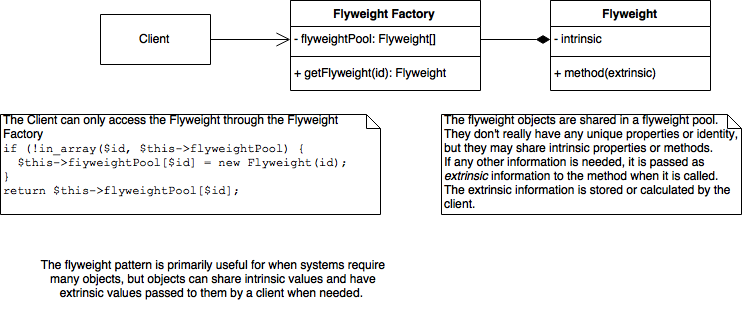 Client
Flyweight Factory
- flyweightPool: Flyweight[]
+ getFlyweight(id): Flyweight
Flyweight
- intrinsic
+ method(extrinsic)
The Client can only access the Flyweight through the Flyweight
Factory
if (!in_array($id, $this->flyweightPool) {
$this->fiyweightPool[$id] = new Flyweight(id);
}
return $this->flyweightPool[$id];
The flyweight objects are shared in a flyweight pool.
They don't really have any unique properties or identity,
but they may share intrinsic properties or methods.
If any other information is needed, it is passed as
extrinsic information to the method when it is called.
The extrinsic information is stored or calculated by the
client.
The flyweight pattern is primarily useful for when systems require
many objects, but objects can share intrinsic values and have
extrinsic values passed to them by a client when needed.